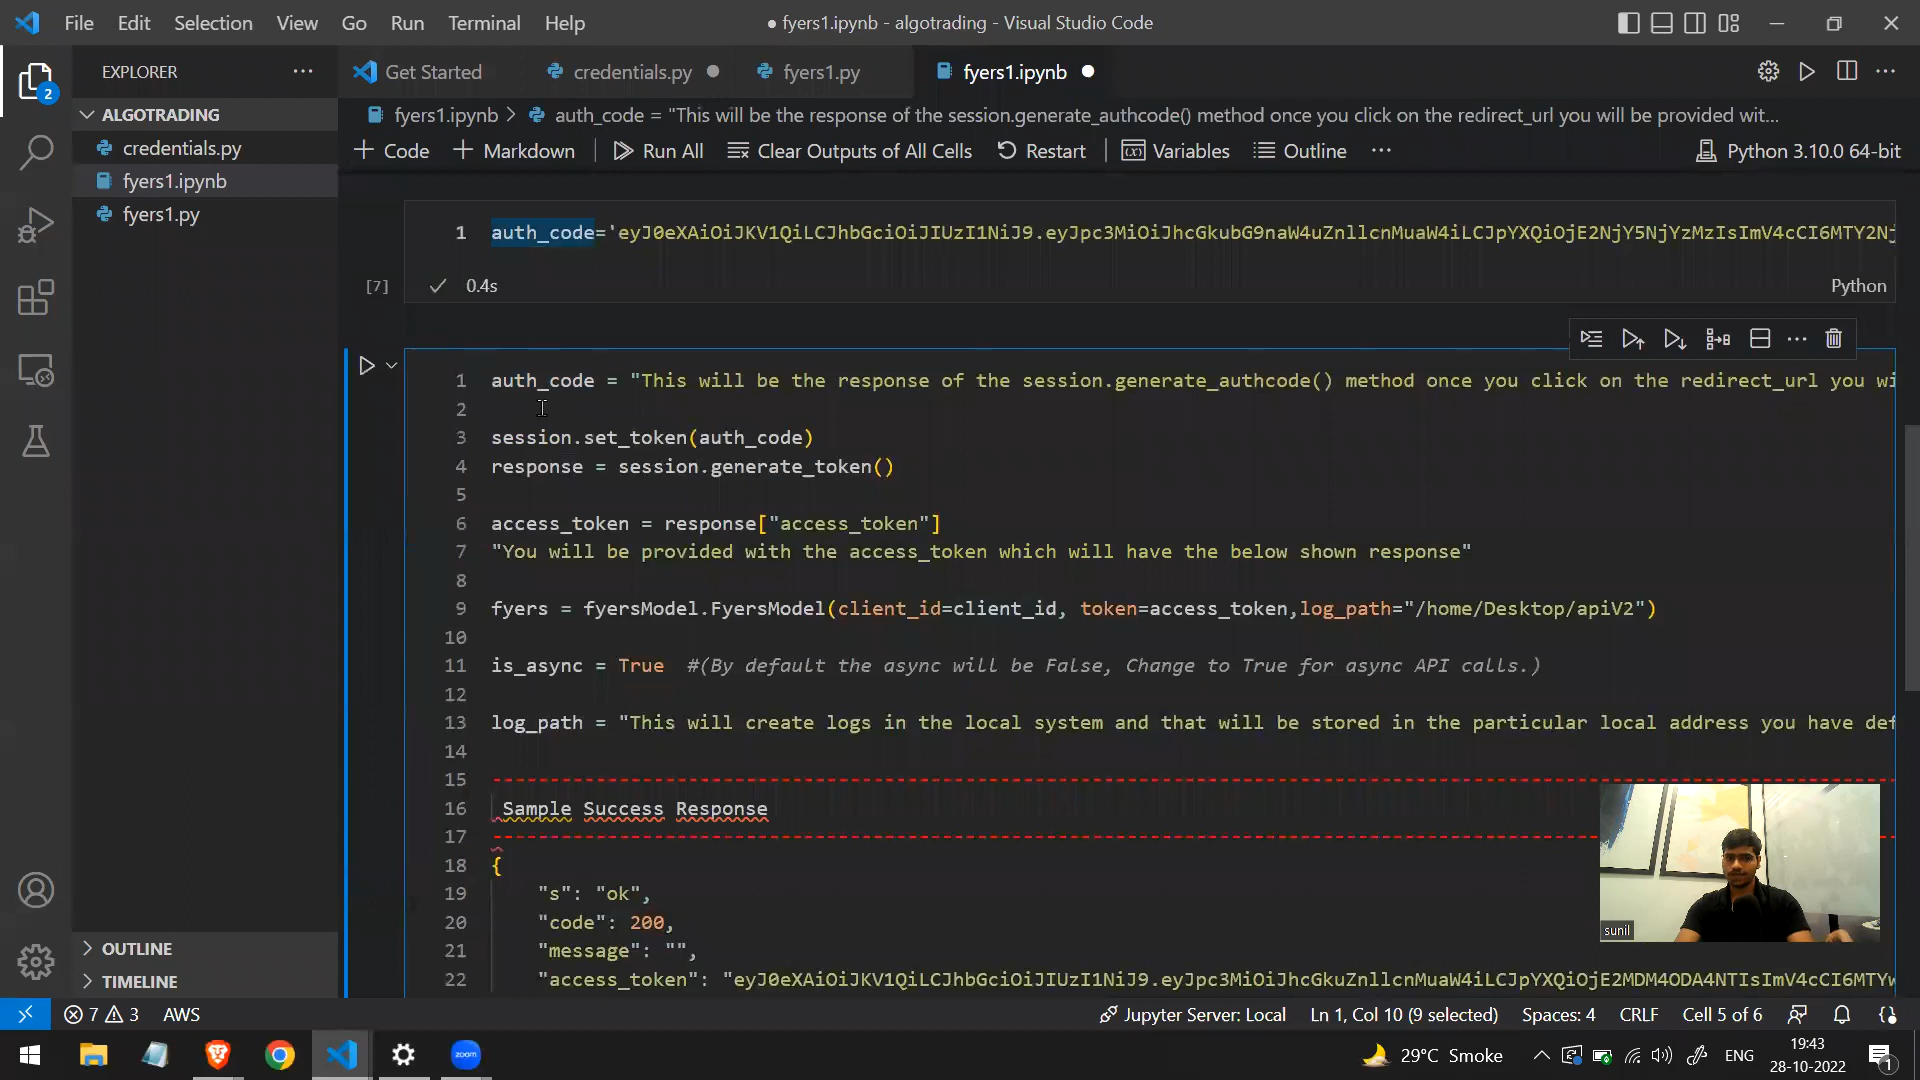 File Edit Selection View Go Run Terminal Help
● fyers1.ipynb - algotrading - Visual Studio Code
EXPLORER
Get Started
credentials.py
fyers1.py
fyers1.ipynb
2
ALGOTRADING
credentials.py
fyers1.ipynb
fyers1.py
fyers1.ipynb > auth_code = "This will be the response of the session.generate_authcode() method once you click on the redirect_url you will be provided wit...
+ Code + Markdown Run All Clear Outputs of All Cells Restart Variables Outline ...
Python 3.10.0 64-bit
1 auth_code='eyJ0eXAiOiJKV1QiLCJhbGciOiJIUzI1NiJ9.eyJpc3MiOiJhcGkubG9naW4uZnllcnMuaW4iLCJpYXQiOjE2NjY5NjYzMzIsImV4cCI6MTY2Nj
[7] ✓ 0.4s Python
1 auth_code = "This will be the response of the session.generate_authcode() method once you click on the redirect_url you wi
2
3 session.set_token(auth_code)
4 response = session.generate_token()
5
6 access_token = response["access_token"]
7 "You will be provided with the access_token which will have the below shown response"
8
9 fyers = fyersModel.FyersModel(client_id=client_id, token=access_token,log_path="/home/Desktop/apiV2")
10
11 is_async = True #(By default the async will be False, Change to True for async API calls.)
12
13 log_path = "This will create logs in the local system and that will be stored in the particular local address you have def
14
15 --------------------------------------------------------------------------------
16 Sample Success Response
17 --------------------------------------------------------------------------------
18 {
19 "s": "ok",
20 "code": 200,
21 "message": "",
22 "access_token": "eyJ0eXAiOiJKV1QiLCJhbGciOiJIUzI1NiJ9.eyJpc3MiOiJhcGkuZnllcnMuaW4iLCJpYXQiOjE2MDM4ODA4NTIsImV4cCI6MTYw
sunil
OUTLINE
TIMELINE
7 3 AWS
Jupyter Server: Local Ln 1, Col 10 (9 selected) Spaces: 4 CRLF Cell 5 of 6
zoom
29°C Smoke
ENG
19:43
28-10-2022
1